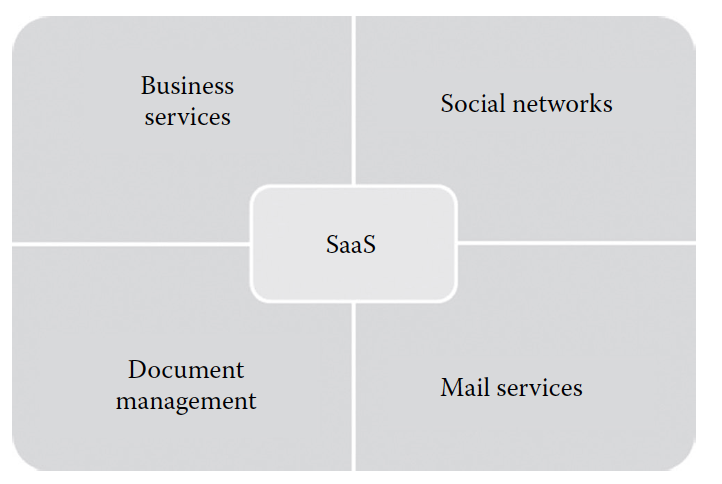 Business
services
Social networks
SaaS
Document
management
Mail services